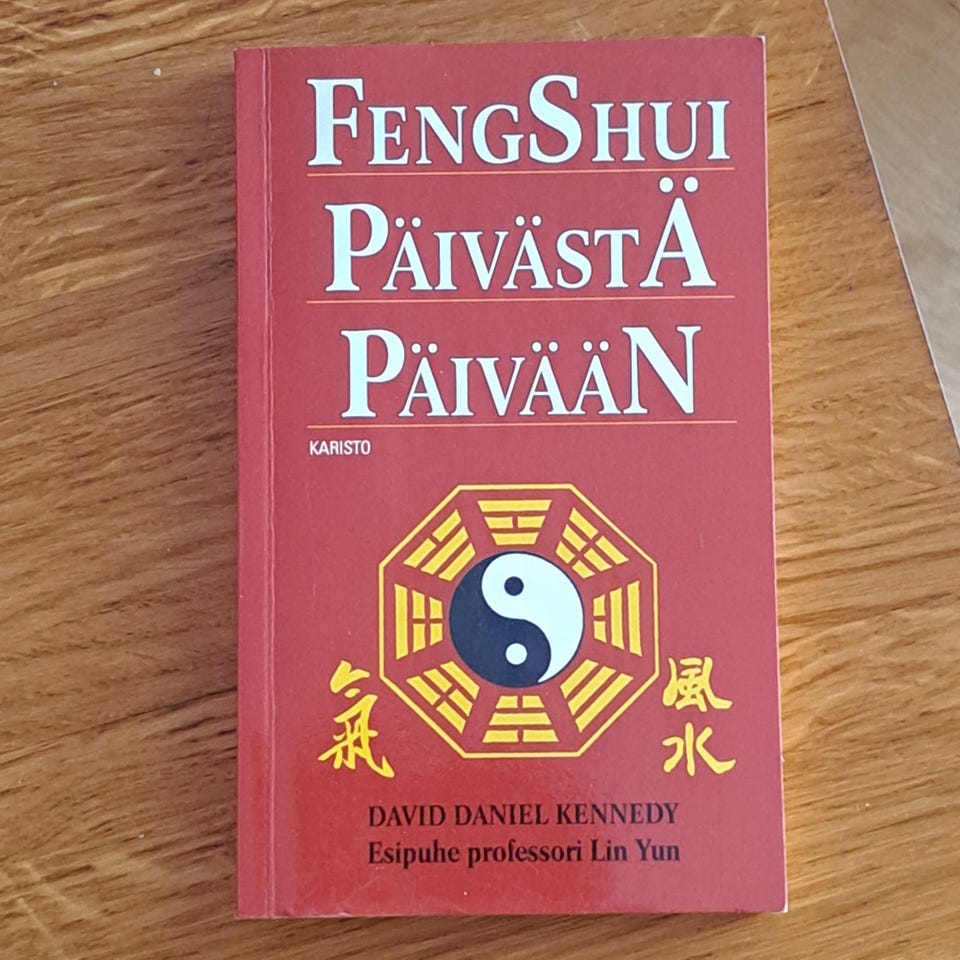 FENGSHUI
PÄIVÄSTÄ
PÄIVÄÄN
KARISTO
氣
風
水
DAVID DANIEL KENNEDY
Esipuhe professori Lin Yun